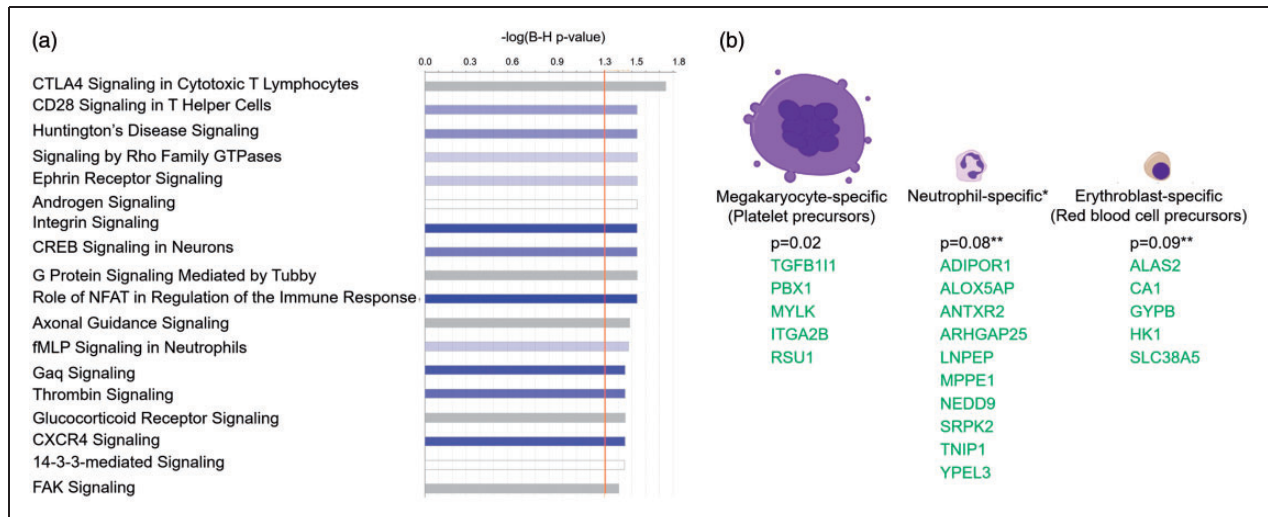 (a)
-log(B-H p-value)
0.0 0.3 0.6 0.9 1.3 1.5 1.8
CTLA4 Signaling in Cytotoxic T Lymphocytes
CD28 Signaling in T Helper Cells
Huntington's Disease Signaling
Signaling by Rho Family GTPases
Ephrin Receptor Signaling
Androgen Signaling
Integrin Signaling
CREB Signaling in Neurons
G Protein Signaling Mediated by Tubby
Role of NFAT in Regulation of the Immune Response
Axonal Guidance Signaling
fMLP Signaling in Neutrophils
Gaq Signaling
Thrombin Signaling
Glucocorticoid Receptor Signaling
CXCR4 Signaling
14-3-3-mediated Signaling
FAK Signaling
(b)
Megakaryocyte-specific
(Platelet precursors)
p=0.02
TGFB1I1
PBX1
MYLK
ITGA2B
RSU1
Neutrophil-specific*
p=0.08**
ADIPOR1
ALOX5AP
ANTXR2
ARHGAP25
LNPEP
MPPE1
NEDD9
SRPK2
TNIP1
YPEL3
Erythroblast-specific
(Red blood cell precursors)
p=0.09**
ALAS2
CA1
GYPB
HK1
SLC38A5